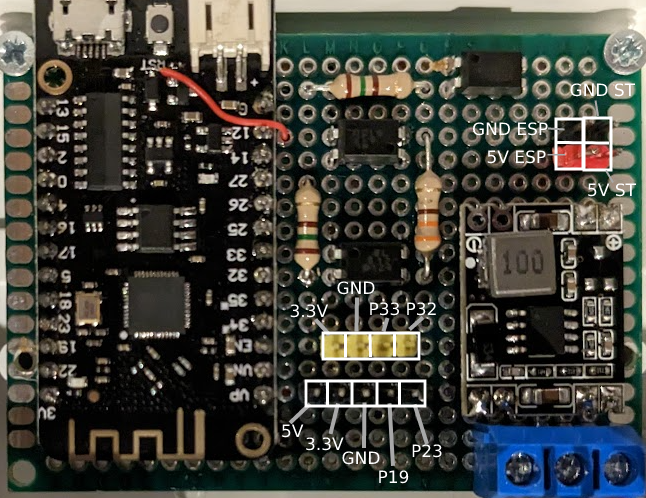 RST
+
G
13
15
2
0
4
16
17
5
18
23
19
22
3V
12
14
27
26
25
33
32
35
34
EN
VN
VP
K L M N
GND ST
GND ESP
5V ESP
5V ST
G
+
100
GND
3.3V
P33
P32
5V
3.3V
GND
P19
P23